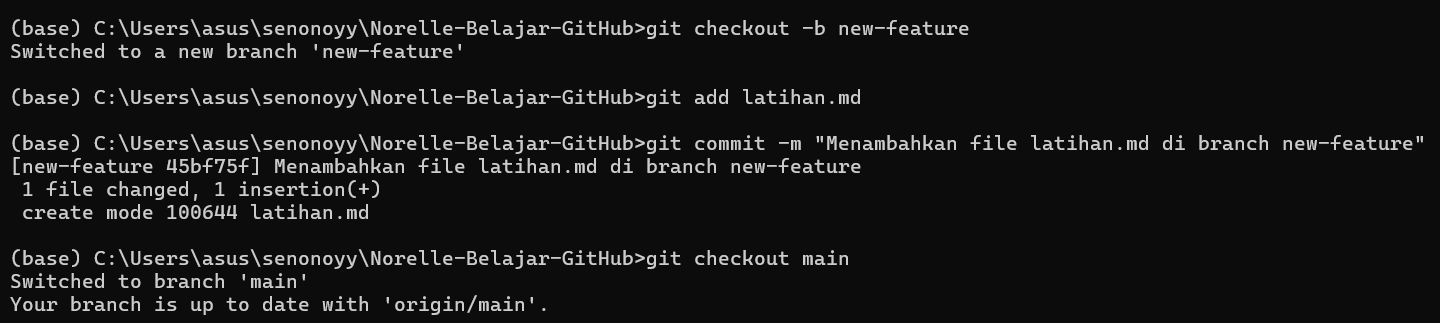 (base) C:\Users\asus\senonoyy\Norelle-Belajar-GitHub>git checkout -b new-feature
Switched to a new branch 'new-feature'
(base) C:\Users\asus\senonoyy\Norelle-Belajar-GitHub>git add latihan.md
(base) C:\Users\asus\senonoyy\Norelle-Belajar-GitHub>git commit -m "Menambahkan file latihan.md di branch new-feature"
[new-feature 45bf75f] Menambahkan file latihan.md di branch new-feature
 1 file changed, 1 insertion(+)
 create mode 100644 latihan.md
(base) C:\Users\asus\senonoyy\Norelle-Belajar-GitHub>git checkout main
Switched to branch 'main'
Your branch is up to date with 'origin/main'.